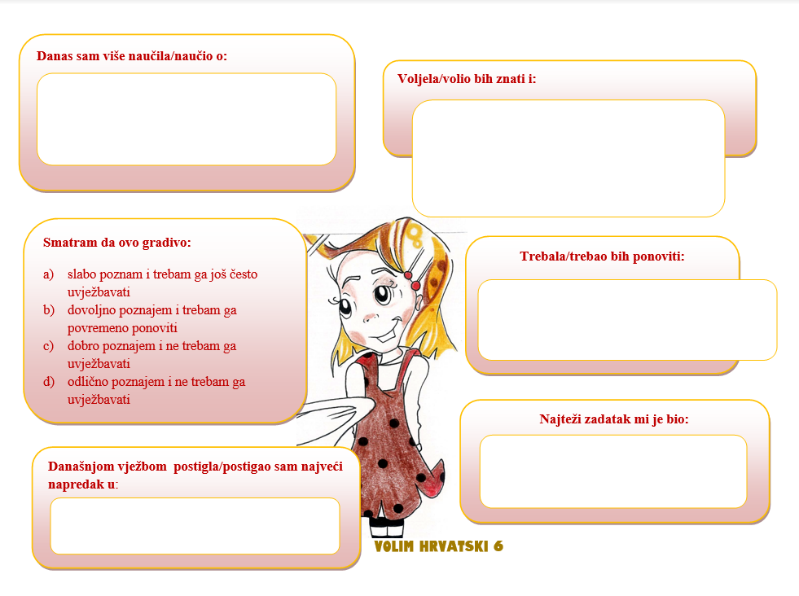 Danas sam više naučila/naučio o:
Voljela/volio bih znati i:
Smatram da ovo gradivo:
a) slabo poznam i trebam ga još često
uvježbavati
b) dovoljno poznajem i trebam ga
povremeno ponoviti
c) dobro poznajem i ne trebam ga
uvježbavati
d) odlično poznajem i ne trebam ga
uvježbavati
Trebala/trebao bih ponoviti:
Najteži zadatak mi je bio:
Današnjom vježbom postigla/postigao sam najveći
napredak u:
VOLIM HRVATSKI 6